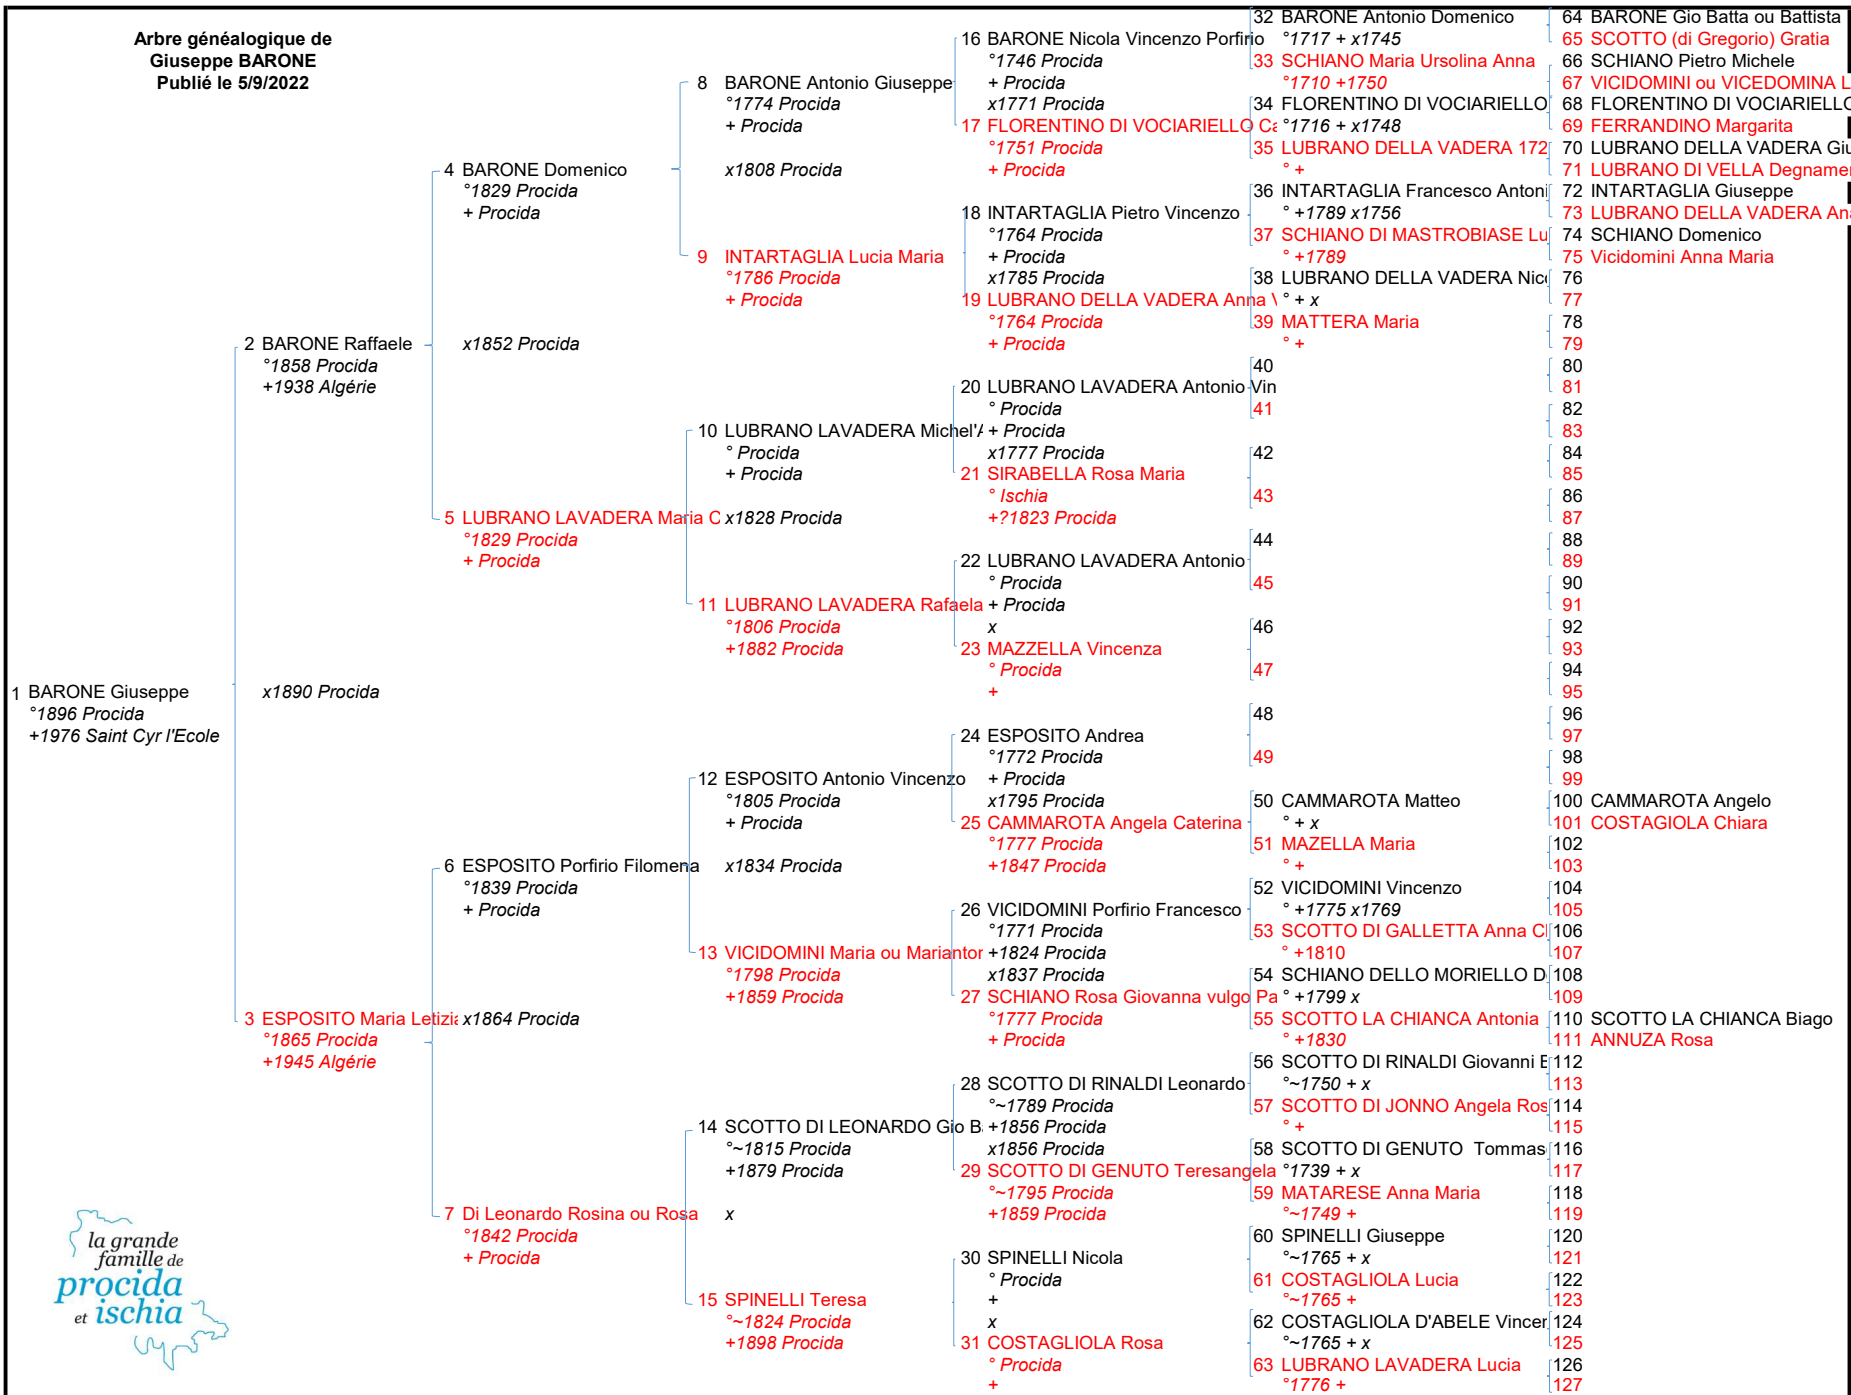 Arbre généalogique de
Giuseppe BARONE
Publié le 5/9/2022
1 BARONE Giuseppe
°1896 Procida
+1976 Saint Cyr l'Ecole
2 BARONE Raffaele
°1858 Procida
+1938 Algérie
x1890 Procida
3 ESPOSITO Maria Letizia
°1865 Procida
+1945 Algérie
4 BARONE Domenico
°1829 Procida
+ Procida
x1852 Procida
5 LUBRANO LAVADERA Maria C
°1829 Procida
+ Procida
6 ESPOSITO Porfirio Filomena
°1839 Procida
+ Procida
x1864 Procida
7 Di Leonardo Rosina ou Rosa
°1842 Procida
+ Procida
8 BARONE Antonio Giuseppe
°1774 Procida
+ Procida
x1808 Procida
9 INTARTAGLIA Lucia Maria
°1786 Procida
+ Procida
10 LUBRANO LAVADERA Michel'A
° Procida
+ Procida
x1828 Procida
11 LUBRANO LAVADERA Rafaela
°1806 Procida
+1882 Procida
12 ESPOSITO Antonio Vincenzo
°1805 Procida
+ Procida
x1834 Procida
13 VICIDOMINI Maria ou Mariantor
°1798 Procida
+1859 Procida
14 SCOTTO DI LEONARDO Gio B
°~1815 Procida
+1879 Procida
x
15 SPINELLI Teresa
°~1824 Procida
+1898 Procida
16 BARONE Nicola Vincenzo Porfirio
°1746 Procida
+ Procida
x1771 Procida
17 FLORENTINO DI VOCIARIELLO Ca
°1751 Procida
+ Procida
18 INTARTAGLIA Pietro Vincenzo
°1764 Procida
+ Procida
x1785 Procida
19 LUBRANO DELLA VADERA Anna V
°1764 Procida
+ Procida
20 LUBRANO LAVADERA Antonio Vin
° Procida
+ Procida
x1777 Procida
21 SIRABELLA Rosa Maria
° Ischia
+?1823 Procida
22 LUBRANO LAVADERA Antonio
° Procida
+ Procida
x
23 MAZZELLA Vincenza
° Procida
+
24 ESPOSITO Andrea
°1772 Procida
+ Procida
x1795 Procida
25 CAMMAROTA Angela Caterina
°1777 Procida
+1847 Procida
26 VICIDOMINI Porfirio Francesco
°1771 Procida
+1824 Procida
x1837 Procida
27 SCHIANO Rosa Giovanna vulgo Pa
°1777 Procida
+ Procida
28 SCOTTO DI RINALDI Leonardo
°~1789 Procida
+1856 Procida
x1856 Procida
29 SCOTTO DI GENUTO Teresangela
°~1795 Procida
+1859 Procida
30 SPINELLI Nicola
° Procida
+
x
31 COSTAGLIOLA Rosa
° Procida
+
32 BARONE Antonio Domenico
°1717 + x1745
33 SCHIANO Maria Ursolina Anna
°1710 +1750
34 FLORENTINO DI VOCIARIELLO
°1716 + x1748
35 LUBRANO DELLA VADERA 172
° +
36 INTARTAGLIA Francesco Antoni
° +1789 x1756
37 SCHIANO DI MASTROBIASE Lu
° +1789
38 LUBRANO DELLA VADERA Nico
° + x
39 MATTERA Maria
° +
40
41
42
43
44
45
46
47
48
49
50 CAMMAROTA Matteo
° + x
51 MAZELLA Maria
° +
52 VICIDOMINI Vincenzo
° +1775 x1769
53 SCOTTO DI GALLETTA Anna Cl
° +1810
54 SCHIANO DELLO MORIELLO D
° +1799 x
55 SCOTTO LA CHIANCA Antonia
° +1830
56 SCOTTO DI RINALDI Giovanni B
°~1750 + x
57 SCOTTO DI JONNO Angela Ros
° +
58 SCOTTO DI GENUTO Tommas
°1739 + x
59 MATARESE Anna Maria
°~1749 +
60 SPINELLI Giuseppe
°~1765 + x
61 COSTAGLIOLA Lucia
°~1765 +
62 COSTAGLIOLA D'ABELE Vincer
°~1765 + x
63 LUBRANO LAVADERA Lucia
°1776 +
64 BARONE Gio Batta ou Battista
65 SCOTTO (di Gregorio) Gratia
66 SCHIANO Pietro Michele
67 VICIDOMINI ou VICEDOMINA L
68 FLORENTINO DI VOCIARIELLO
69 FERRANDINO Margarita
70 LUBRANO DELLA VADERA Giu
71 LUBRANO DI VELLA Degnamer
72 INTARTAGLIA Giuseppe
73 LUBRANO DELLA VADERA Ana
74 SCHIANO Domenico
75 Vicidomini Anna Maria
76
77
78
79
80
81
82
83
84
85
86
87
88
89
90
91
92
93
94
95
96
97
98
99
100 CAMMAROTA Angelo
101 COSTAGIOLA Chiara
102
103
104
105
106
107
108
109
110 SCOTTO LA CHIANCA Biago
111 ANNUZA Rosa
112
113
114
115
116
117
118
119
120
121
122
123
124
125
126
127
la grande
famille de
procida
et ischia